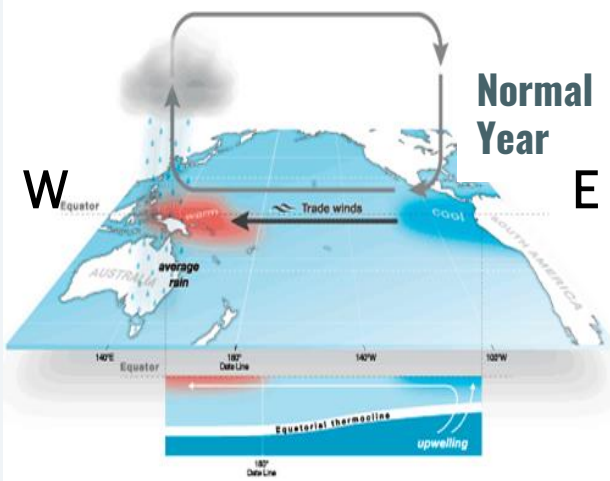 Normal
Year
W
E
Equator
warm
Trade winds
cool
AUSTRALIA
average
rain
SOUTH AMERICA
140°E
180°
Date Line
140°W
100°W
Equator
Equatorial thermocline
upwelling
180°
Date Line